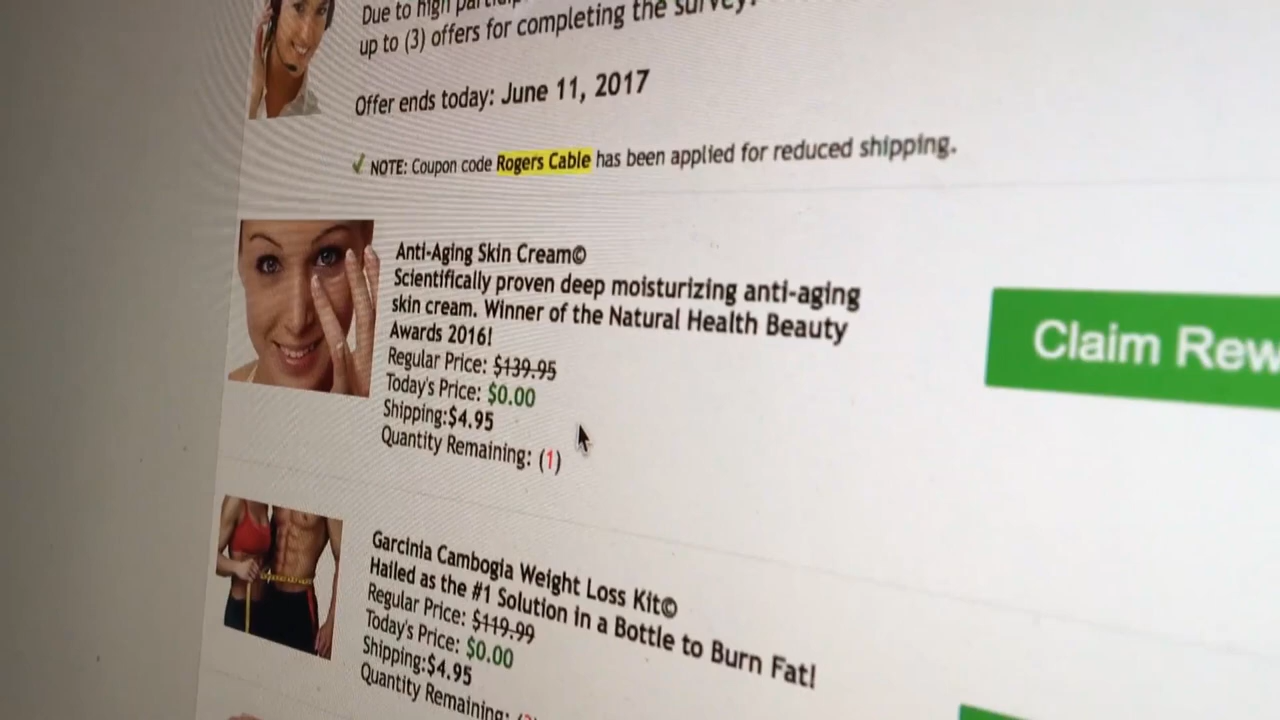 Due to high
up to (3) offers for completing the survey.
Offer ends today: June 11, 2017
NOTE: Coupon code Rogers Cable has been applied for reduced shipping.
Anti-Aging Skin Cream©
Scientifically proven deep moisturizing anti-aging
skin cream. Winner of the Natural Health Beauty
Awards 2016!
Regular Price: $139.95
Today's Price: $0.00
Shipping:$4.95
Quantity Remaining: (1)
Claim Rew
Garcinia Cambogia Weight Loss Kit©
Hailed as the #1 Solution in a Bottle to Burn Fat!
Regular Price: $119.99
Today's Price: $0.00
Shipping:$4.95
Quantity Remaining: